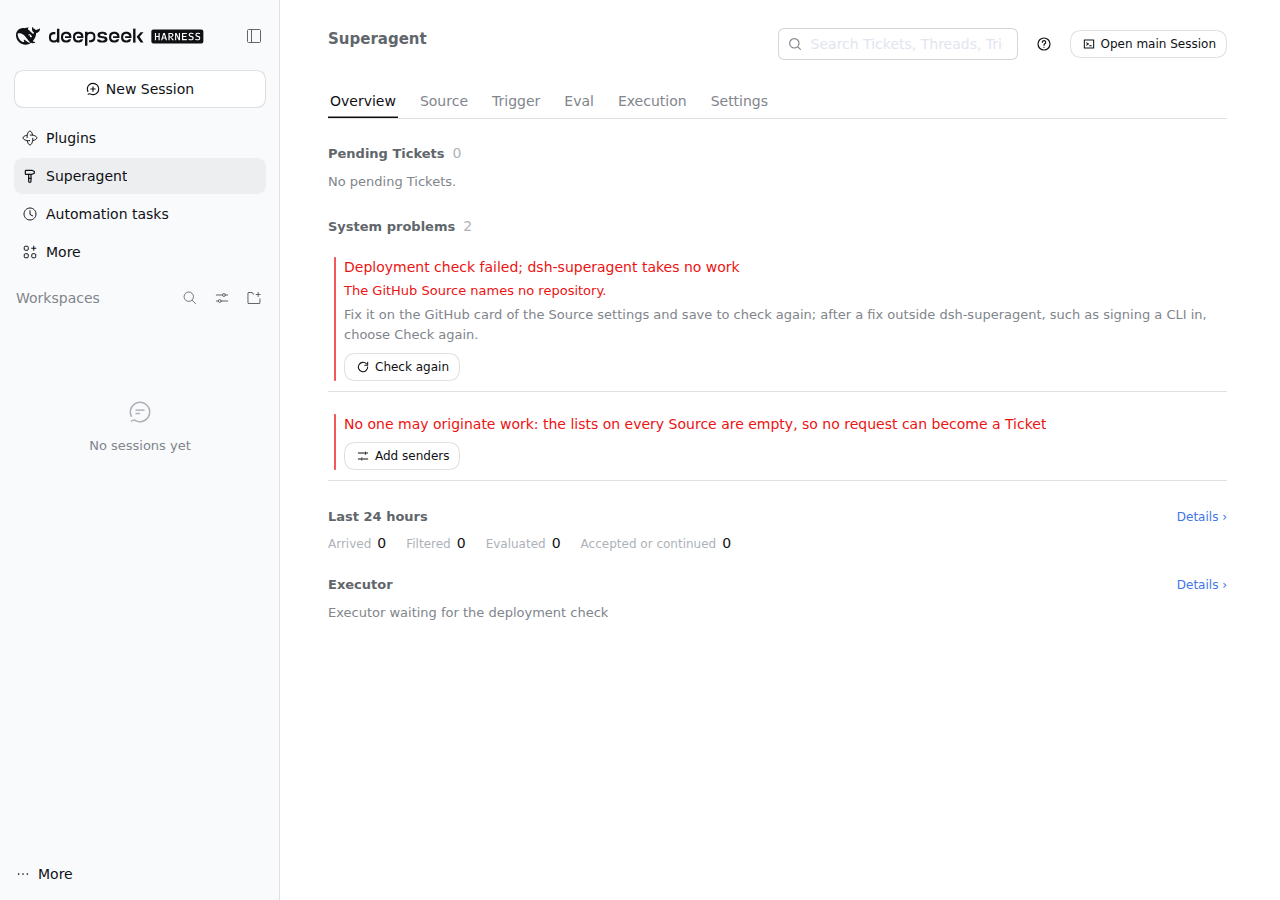 deepseek HARNESS
New Session
Plugins
Superagent
Automation tasks
More
Workspaces
No sessions yet
More
Superagent
Search Tickets, Threads, Tri
Open main Session
Overview Source Trigger Eval Execution Settings
Pending Tickets 0
No pending Tickets.
System problems 2
Deployment check failed; dsh-superagent takes no work
The GitHub Source names no repository.
Fix it on the GitHub card of the Source settings and save to check again; after a fix outside dsh-superagent, such as signing a CLI in,
choose Check again.
Check again
No one may originate work: the lists on every Source are empty, so no request can become a Ticket
Add senders
Last 24 hours Details ›
Arrived 0 Filtered 0 Evaluated 0 Accepted or continued 0
Executor Details ›
Executor waiting for the deployment check